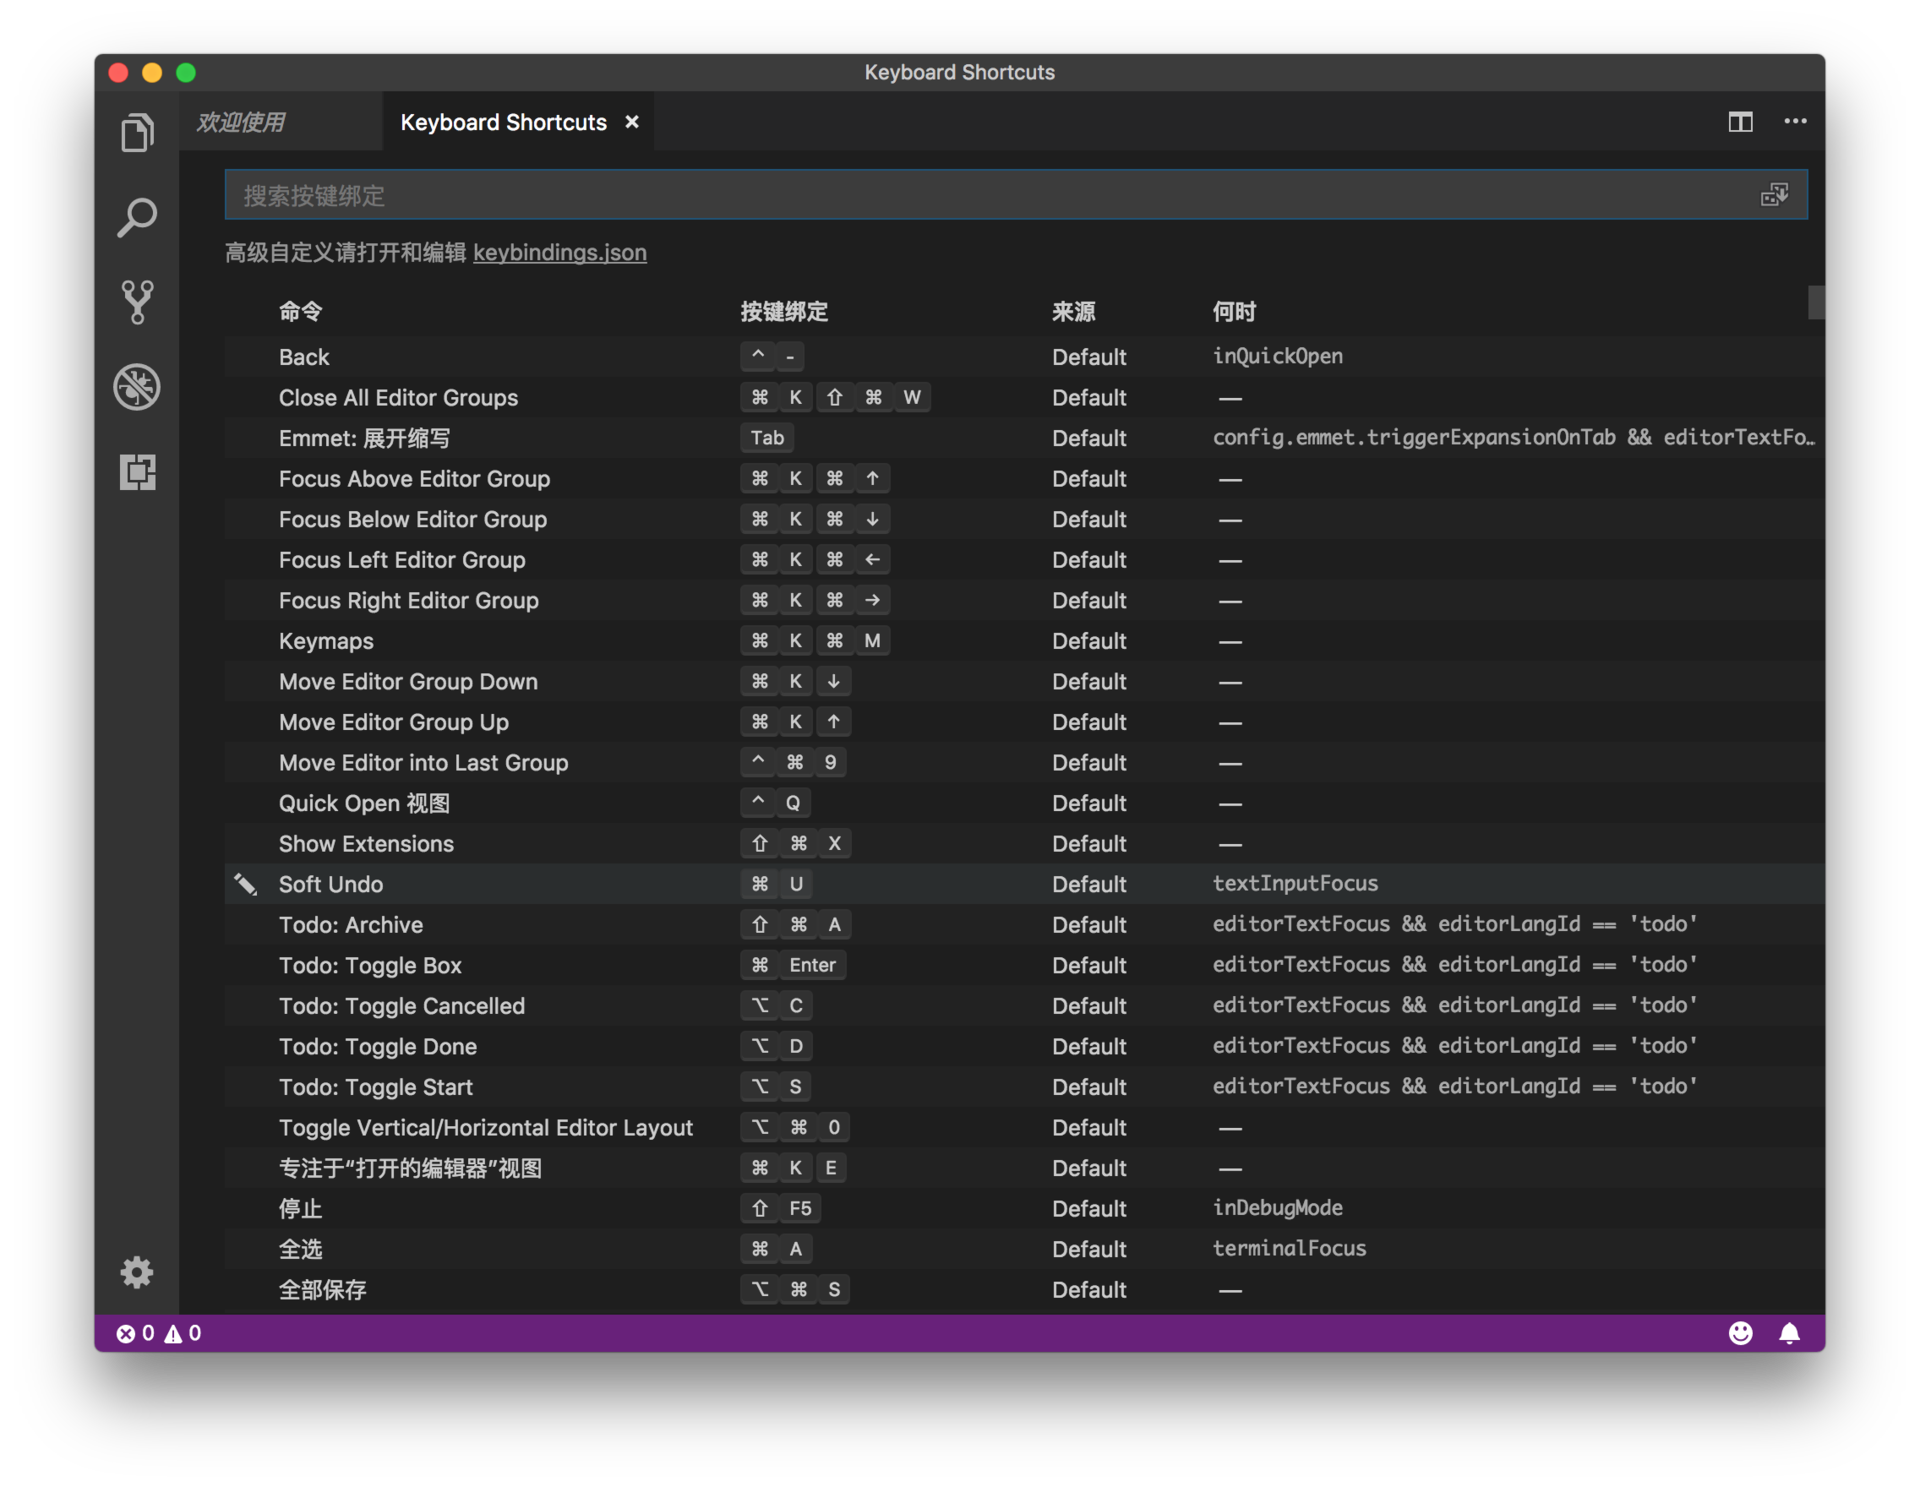 Keyboard Shortcuts
欢迎使用 Keyboard Shortcuts ×
搜索按键绑定
高级自定义请打开和编辑 keybindings.json
命令 按键绑定 来源 何时
Back ^ - Default inQuickOpen
Close All Editor Groups ⌘ K ⇧ ⌘ W Default —
Emmet: 展开缩写 Tab Default config.emmet.triggerExpansionOnTab && editorTextFo…
Focus Above Editor Group ⌘ K ⌘ ↑ Default —
Focus Below Editor Group ⌘ K ⌘ ↓ Default —
Focus Left Editor Group ⌘ K ⌘ ← Default —
Focus Right Editor Group ⌘ K ⌘ → Default —
Keymaps ⌘ K ⌘ M Default —
Move Editor Group Down ⌘ K ↓ Default —
Move Editor Group Up ⌘ K ↑ Default —
Move Editor into Last Group ^ ⌘ 9 Default —
Quick Open 视图 ^ Q Default —
Show Extensions ⇧ ⌘ X Default —
Soft Undo ⌘ U Default textInputFocus
Todo: Archive ⇧ ⌘ A Default editorTextFocus && editorLangId == 'todo'
Todo: Toggle Box ⌘ Enter Default editorTextFocus && editorLangId == 'todo'
Todo: Toggle Cancelled ⌥ C Default editorTextFocus && editorLangId == 'todo'
Todo: Toggle Done ⌥ D Default editorTextFocus && editorLangId == 'todo'
Todo: Toggle Start ⌥ S Default editorTextFocus && editorLangId == 'todo'
Toggle Vertical/Horizontal Editor Layout ⌥ ⌘ 0 Default —
专注于“打开的编辑器”视图 ⌘ K E Default —
停止 ⇧ F5 Default inDebugMode
全选 ⌘ A Default terminalFocus
全部保存 ⌥ ⌘ S Default —
0 0